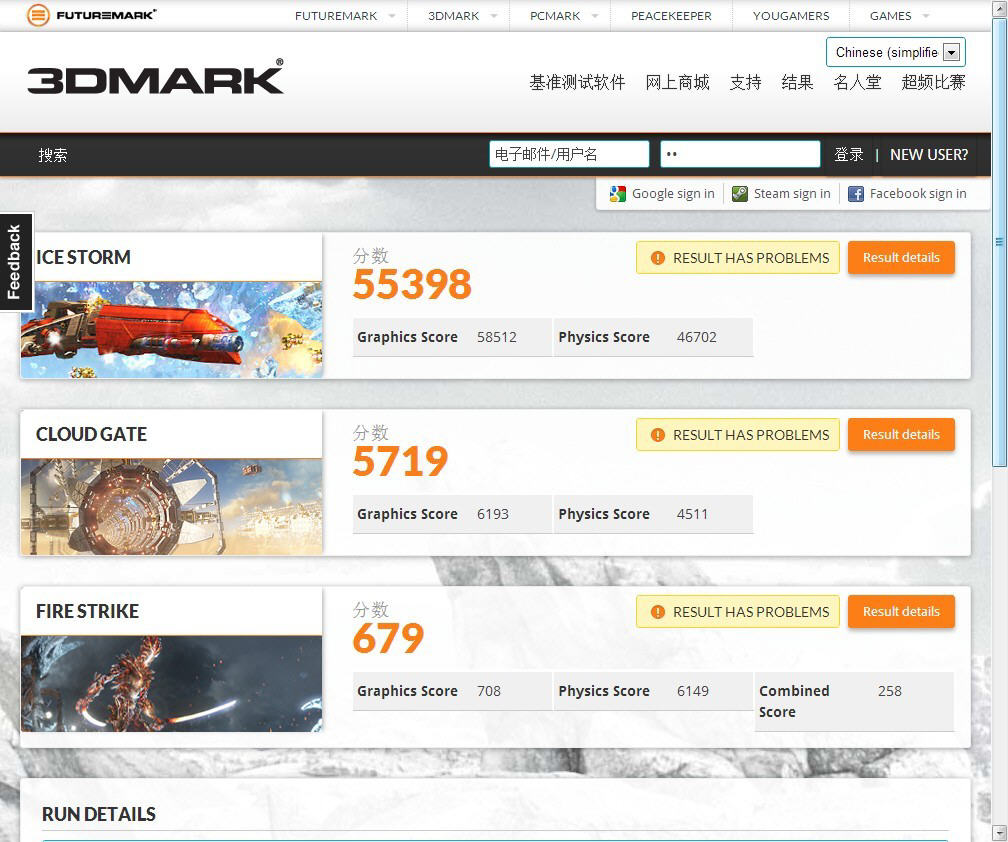 FUTUREMARK
FUTUREMARK 3DMARK PCMARK PEACEKEEPER YOUGAMERS GAMES
Chinese (simplifie
3DMARK®
基准测试软件 网上商城 支持 结果 名人堂 超频比赛
搜索 电子邮件/用户名 •• 登录 | NEW USER?
Google sign in Steam sign in Facebook sign in
Feedback
ICE STORM
分数
55398
RESULT HAS PROBLEMS Result details
Graphics Score 58512 Physics Score 46702
CLOUD GATE
分数
5719
RESULT HAS PROBLEMS Result details
Graphics Score 6193 Physics Score 4511
FIRE STRIKE
分数
679
RESULT HAS PROBLEMS Result details
Graphics Score 708 Physics Score 6149 Combined Score 258
RUN DETAILS